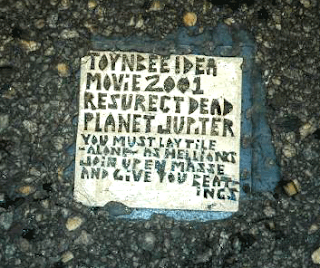 TOYNBEE IDEA
MOVIE 2001
RESURECT DEAD
PLANET JUPITER
YOU MUST LAY TILE
ALONE AS HELLIONS
JOIN UP EN MASSE
AND GIVE YOU BEAT-
INGS